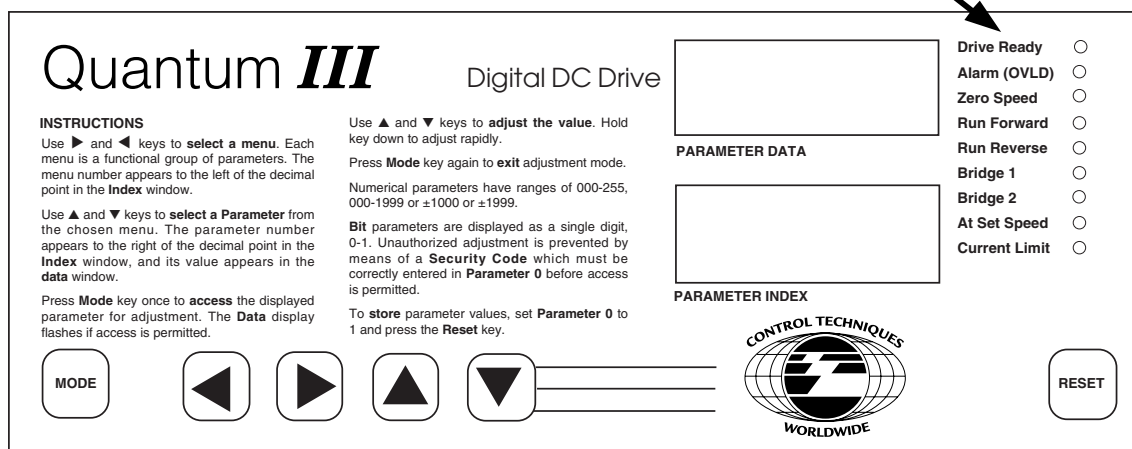 Quantum III
Digital DC Drive
INSTRUCTIONS
Use ▶ and ◀ keys to select a menu. Each
menu is a functional group of parameters. The
menu number appears to the left of the decimal
point in the Index window.
Use ▲ and ▼ keys to select a Parameter from
the chosen menu. The parameter number
appears to the right of the decimal point in the
Index window, and its value appears in the
data window.
Press Mode key once to access the displayed
parameter for adjustment. The Data display
flashes if access is permitted.
Use ▲ and ▼ keys to adjust the value. Hold
key down to adjust rapidly.
Press Mode key again to exit adjustment mode.
Numerical parameters have ranges of 000-255,
000-1999 or ±1000 or ±1999.
Bit parameters are displayed as a single digit,
0-1. Unauthorized adjustment is prevented by
means of a Security Code which must be
correctly entered in Parameter 0 before access
is permitted.
To store parameter values, set Parameter 0 to
1 and press the Reset key.
PARAMETER DATA
PARAMETER INDEX
Drive Ready
Alarm (OVLD)
Zero Speed
Run Forward
Run Reverse
Bridge 1
Bridge 2
At Set Speed
Current Limit
MODE
CONTROL TECHNIQUES
WORLDWIDE
RESET